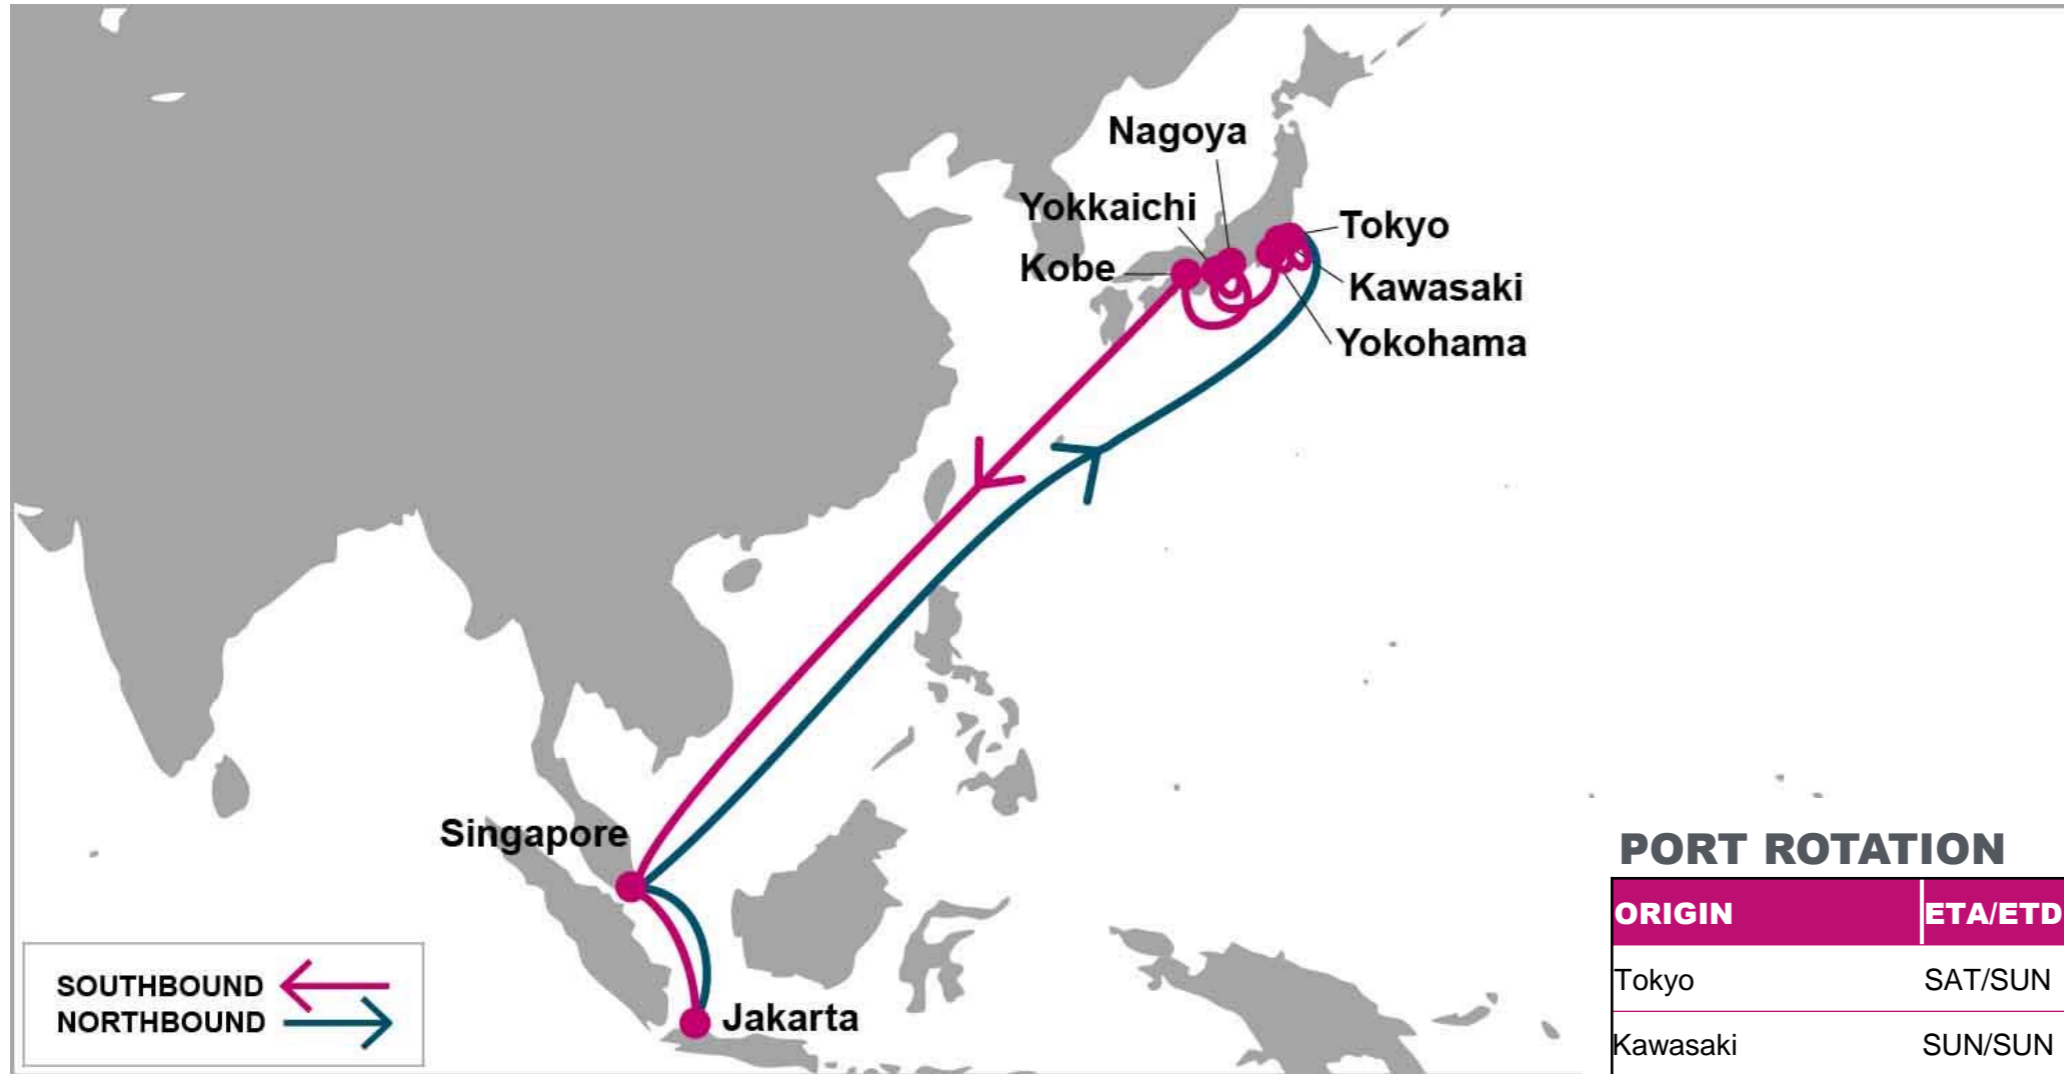 Nagoya
Yokkaichi
Tokyo
Kobe
Kawasaki
Yokohama
Singapore
Jakarta
SOUTHBOUND
NORTHBOUND
PORT ROTATION
ORIGIN ETA/ETD
Tokyo SAT/SUN
Kawasaki SUN/SUN